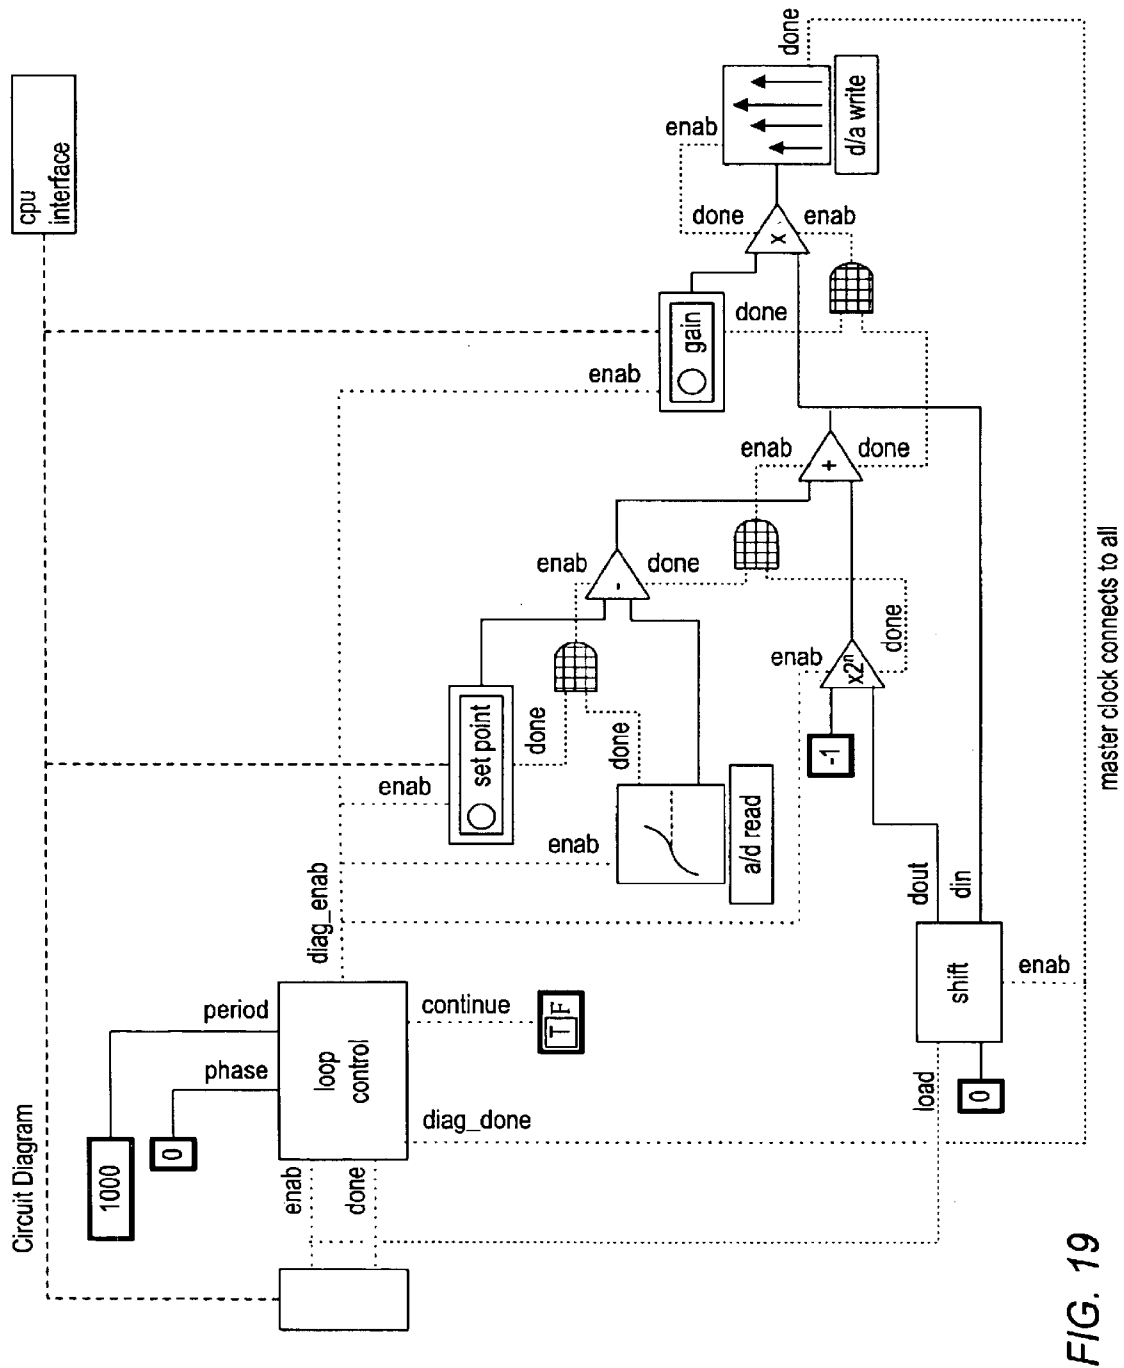 Circuit Diagram
cpu
interface
1000
0
period
phase
loop
control
enab
done
diag_enab
continue
T F
diag_done
enab
set point
done
enab
done
a/d read
enab
-
done
enab
gain
done
enab
x2ⁿ
done
-1
enab
+
done
done
x
enab
enab
done
d/a write
load
0
shift
dout
din
enab
master clock connects to all
FIG. 19